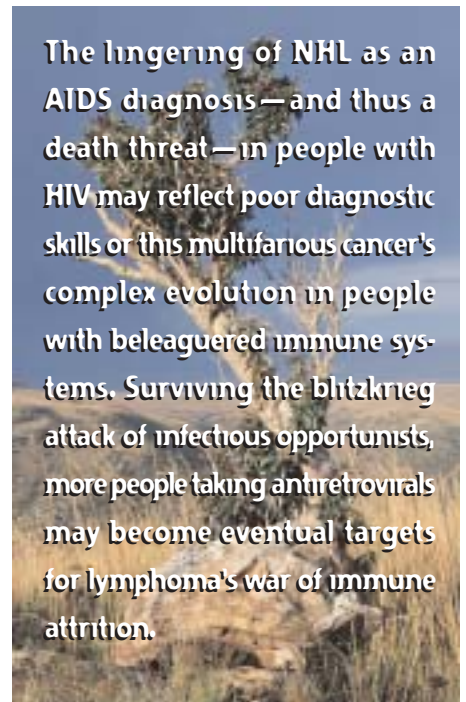 The lingering of NHL as an
AIDS diagnosis—and thus a
death threat—in people with
HIV may reflect poor diagnostic
skills or this multifarious cancer's
complex evolution in people
with beleaguered immune sys-
tems. Surviving the blitzkrieg
attack of infectious opportunists,
more people taking antiretrovirals
may become eventual targets
for lymphoma's war of immune
attrition.